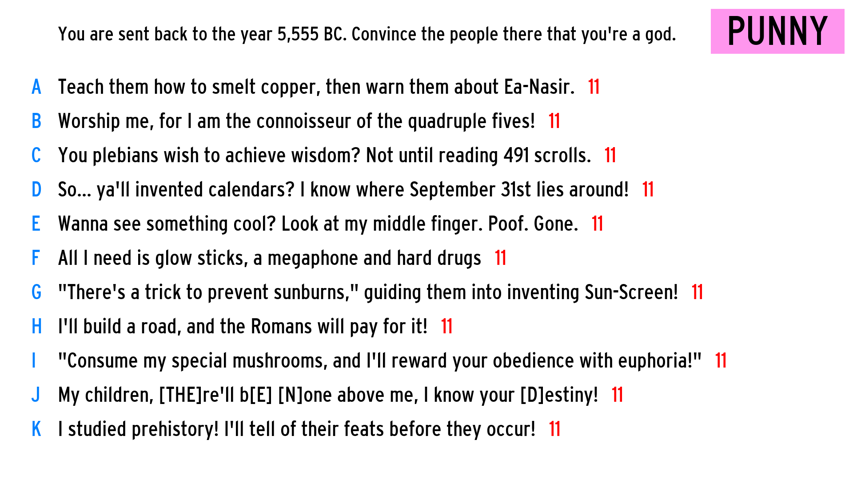 You are sent back to the year 5,555 BC. Convince the people there that you're a god.
PUNNY
A Teach them how to smelt copper, then warn them about Ea-Nasir. 11
B Worship me, for I am the connoisseur of the quadruple fives! 11
C You plebians wish to achieve wisdom? Not until reading 491 scrolls. 11
D So... ya'll invented calendars? I know where September 31st lies around! 11
E Wanna see something cool? Look at my middle finger. Poof. Gone. 11
F All I need is glow sticks, a megaphone and hard drugs 11
G "There's a trick to prevent sunburns," guiding them into inventing Sun-Screen! 11
H I'll build a road, and the Romans will pay for it! 11
I "Consume my special mushrooms, and I'll reward your obedience with euphoria!" 11
J My children, [THE]re'll b[E] [N]one above me, I know your [D]estiny! 11
K I studied prehistory! I'll tell of their feats before they occur! 11